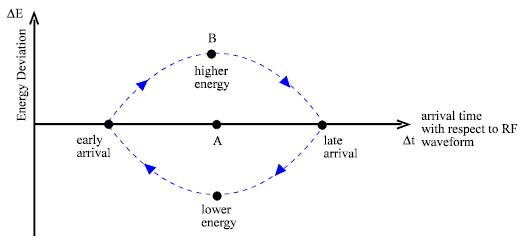 ΔE
Energy Deviation
B
higher
energy
early
arrival
A
late
arrival
Δt
arrival time
with respect to RF
waveform
lower
energy